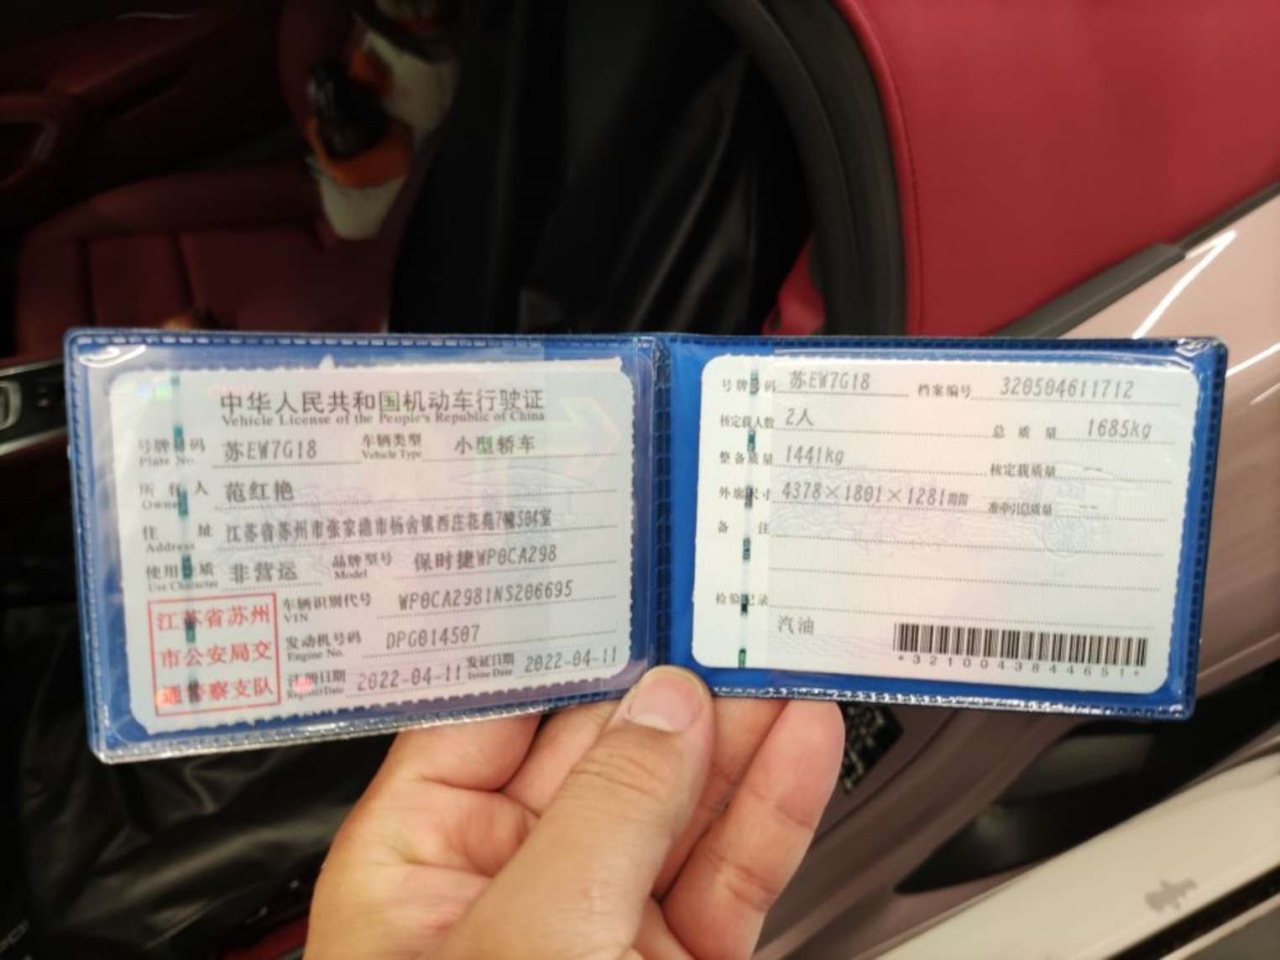 中华人民共和国机动车行驶证
Vehicle License of the People's Republic of China
号牌号码 苏EW7G18 车辆类型 小型轿车
Plate No. Vehicle Type
所有人 范红艳
Owner
住址 江苏省苏州市张家港市杨舍镇西庄花苑7幢504室
Address
使用性质 非营运 品牌型号 保时捷WP0CA298
Use Character Model
江苏省苏州
市公安局交
通警察支队
车辆识别代号 WP0CA2981NS206695
VIN
发动机号码 DPG014507
Engine No.
注册日期 2022-04-11 发证日期 2022-04-11
Register Date Issue Date
号牌号码 苏EW7G18 档案编号 320504611712
核定载人数 2人 总质量 1685kg
整备质量 1441kg 核定载质量 --
外廓尺寸 4378×1801×1281mm 准牵引总质量 --
备注
检验记录
汽油
*3210043844651*